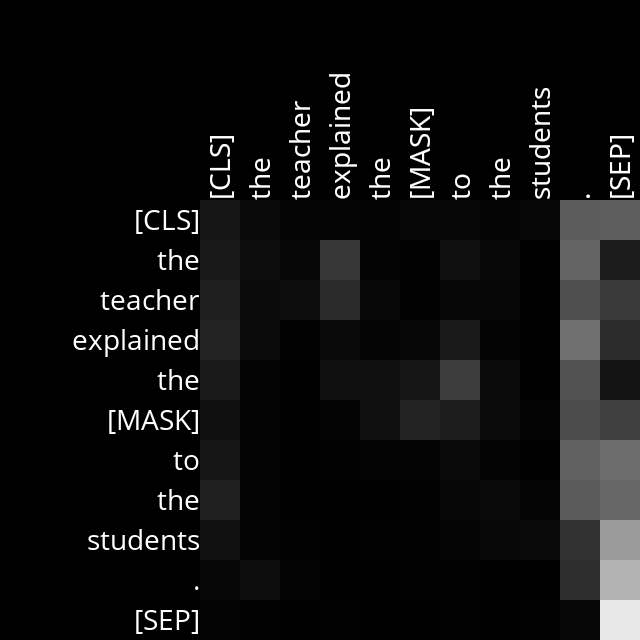 [CLS] the teacher explained the [MASK] to the students . [SEP]
[CLS]
the
teacher
explained
the
[MASK]
to
the
students
.
[SEP]